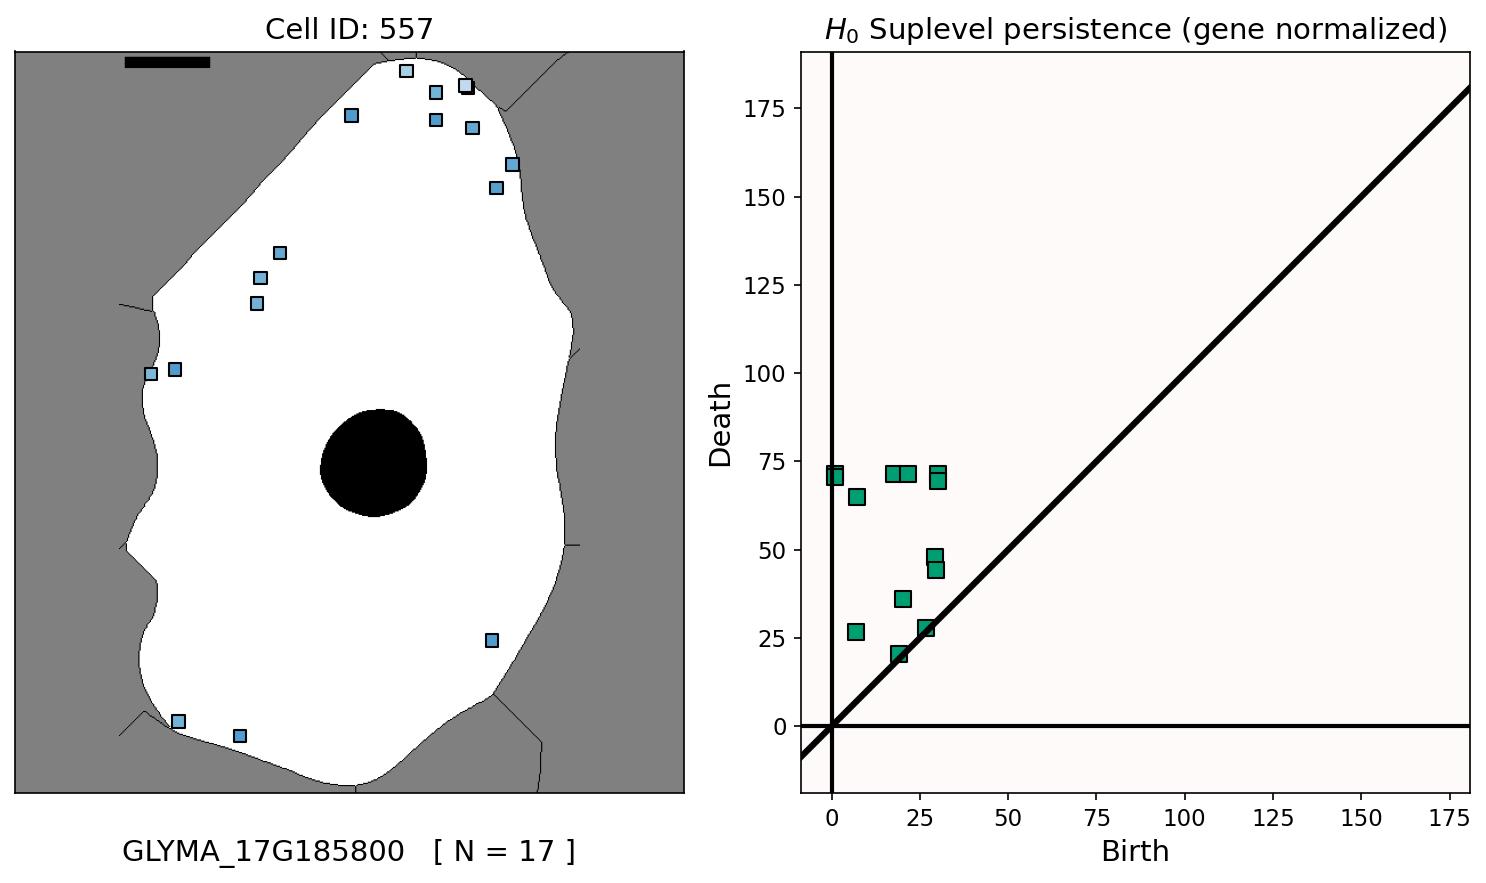 Cell ID: 557
H₀ Suplevel persistence (gene normalized)
175
150
125
100
75
50
25
0
Death
0 25 50 75 100 125 150 175
Birth
GLYMA_17G185800 [ N = 17 ]